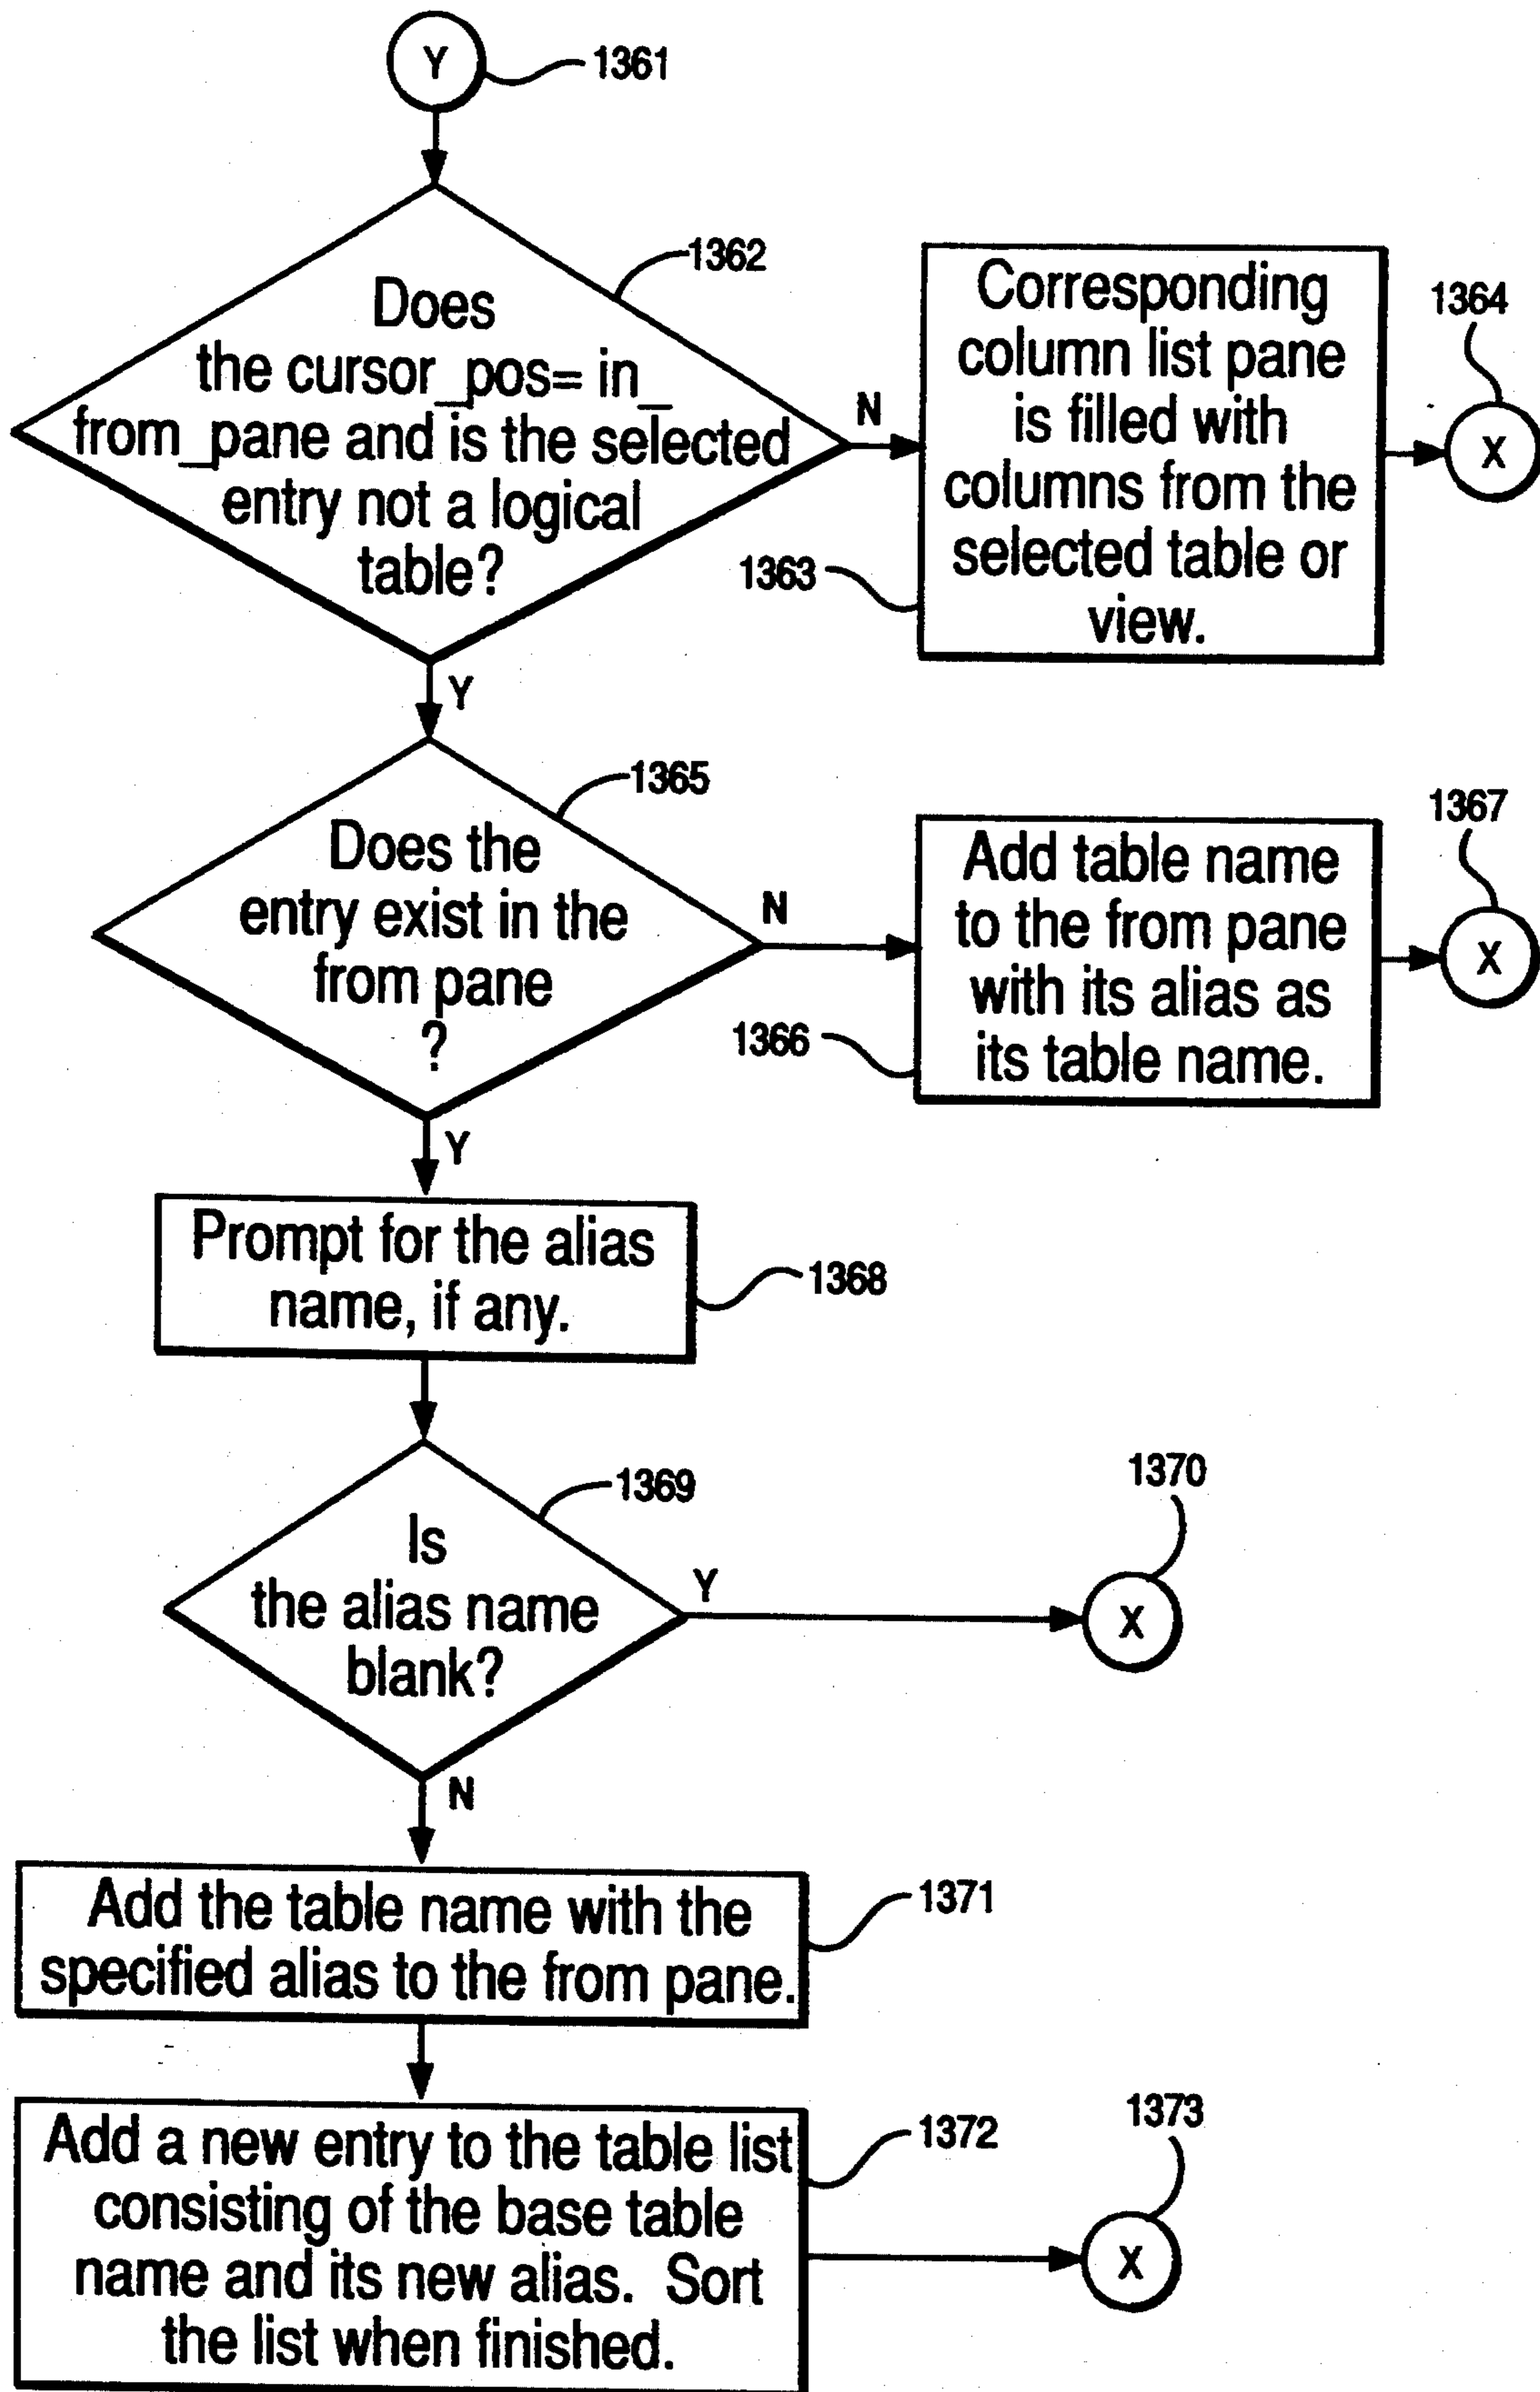 Y
1361
1362
Does
the cursor_pos= in_
from_pane and is the selected
entry not a logical
table?
N
Corresponding
column list pane
is filled with
columns from the
selected table or
view.
1363
1364
X
Y
1365
Does the
entry exist in the
from pane
?
N
Add table name
to the from pane
with its alias as
its table name.
1366
1367
X
Y
Prompt for the alias
name, if any.
1368
1369
Is
the alias name
blank?
Y
1370
X
N
Add the table name with the
specified alias to the from pane.
1371
Add a new entry to the table list
consisting of the base table
name and its new alias. Sort
the list when finished.
1372
1373
X